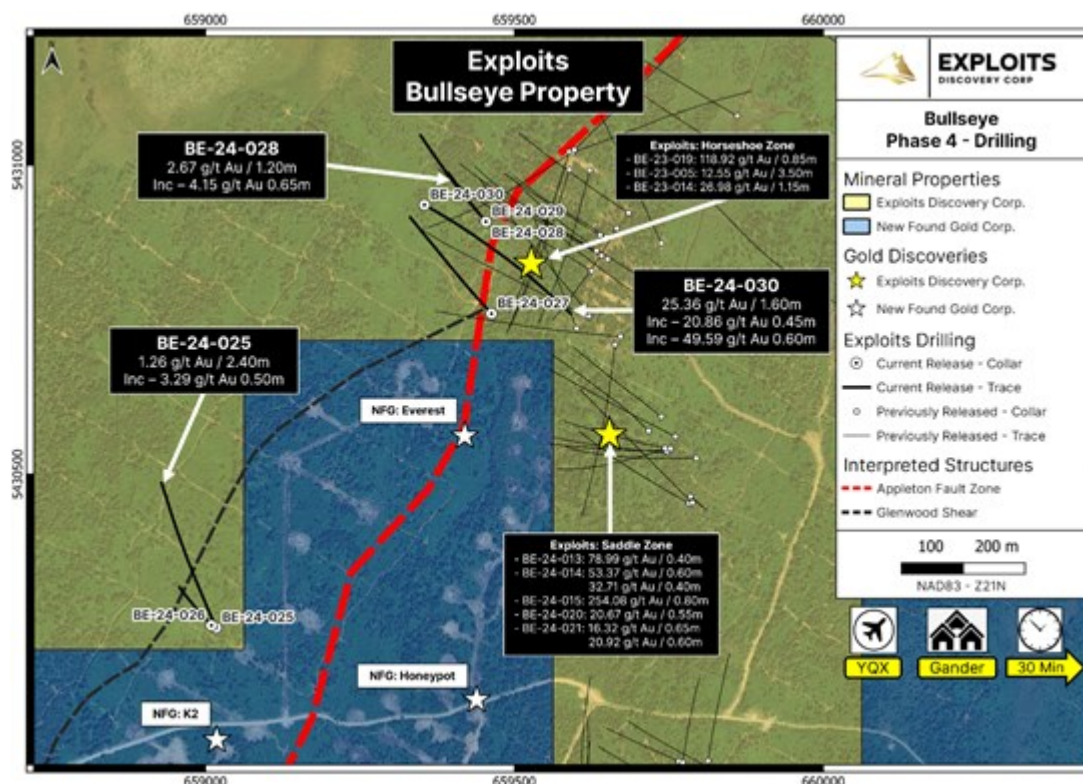 659000
659500
660000
5431000
5430500
659000
659500
660000
Exploits
Bullseye Property
BE-24-028
2.67 g/t Au / 1.20m
Inc – 4.15 g/t Au 0.65m
Exploits: Horseshoe Zone
- BE-23-019: 118.92 g/t Au / 0.85m
- BE-23-005: 12.55 g/t Au / 3.50m
- BE-23-014: 26.98 g/t Au / 1.15m
BE-24-030
BE-24-029
BE-24-028
BE-24-027
BE-24-030
25.36 g/t Au / 1.60m
Inc – 20.86 g/t Au 0.45m
Inc – 49.59 g/t Au 0.60m
BE-24-025
1.26 g/t Au / 2.40m
Inc – 3.29 g/t Au 0.50m
NFG: Everest
Exploits: Saddle Zone
- BE-24-013: 78.99 g/t Au / 0.40m
- BE-24-014: 53.37 g/t Au / 0.60m
32.71 g/t Au / 0.40m
- BE-24-015: 254.08 g/t Au / 0.80m
- BE-24-020: 20.67 g/t Au / 0.55m
- BE-24-021: 16.32 g/t Au / 0.65m
20.92 g/t Au / 0.60m
BE-24-026
BE-24-025
NFG: Honeypot
NFG: K2
EXPLOITS
DISCOVERY CORP
Bullseye
Phase 4 - Drilling
Mineral Properties
Exploits Discovery Corp.
New Found Gold Corp.
Gold Discoveries
Exploits Discovery Corp.
New Found Gold Corp.
Exploits Drilling
Current Release - Collar
Current Release - Trace
Previously Released - Collar
Previously Released - Trace
Interpreted Structures
Appleton Fault Zone
Glenwood Shear
100 200 m
NAD83 - Z21N
YQX
Gander
30 Min